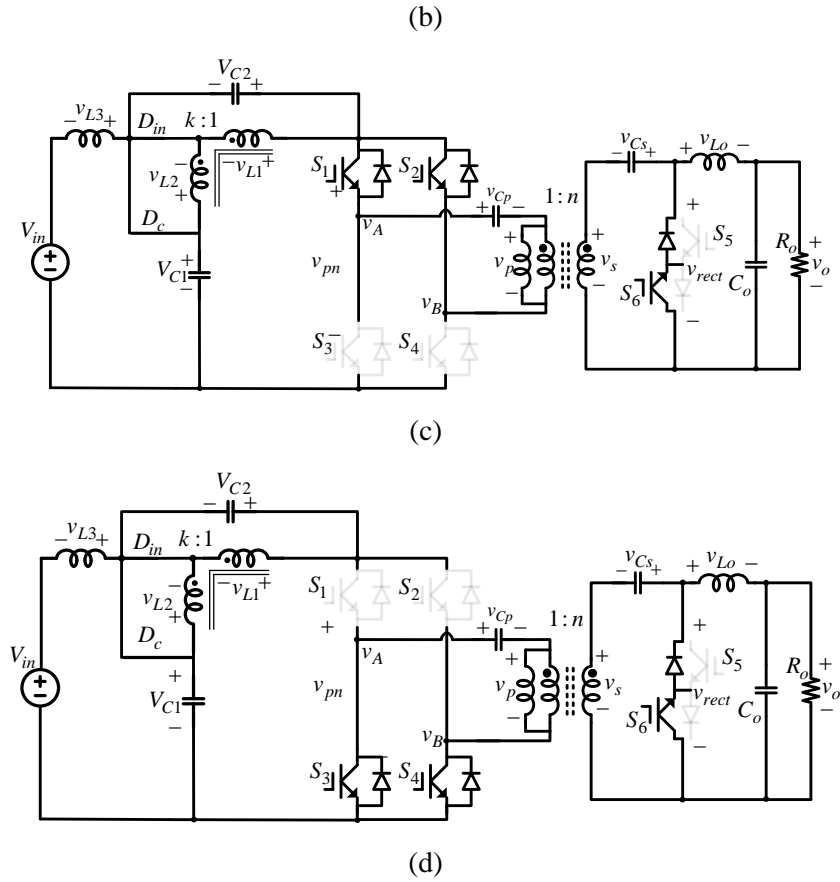 (b)
V_C2
− +
v_L3
− +
D_in
k : 1
− v_L1 +
S_1
S_2
v_Cs
− +
v_Lo
+ −
−
v_L2
+
+
v_Cp
+ −
1 : n
D_c
v_A
V_in
V_C1
+
−
v_pn
+
v_p
−
+
v_s
−
+
S_5
v_rect
S_6
−
C_o
R_o
+
v_o
−
v_B
S_3 −
S_4
(c)
V_C2
− +
v_L3
− +
D_in
k : 1
− v_L1 +
S_1
S_2
v_Cs
− +
v_Lo
+ −
−
v_L2
+
+
v_Cp
+ −
1 : n
D_c
v_A
V_in
V_C1
+
−
v_pn
+
v_p
−
+
v_s
−
+
S_5
v_rect
S_6
−
C_o
R_o
+
v_o
−
v_B
S_3 −
S_4
(d)